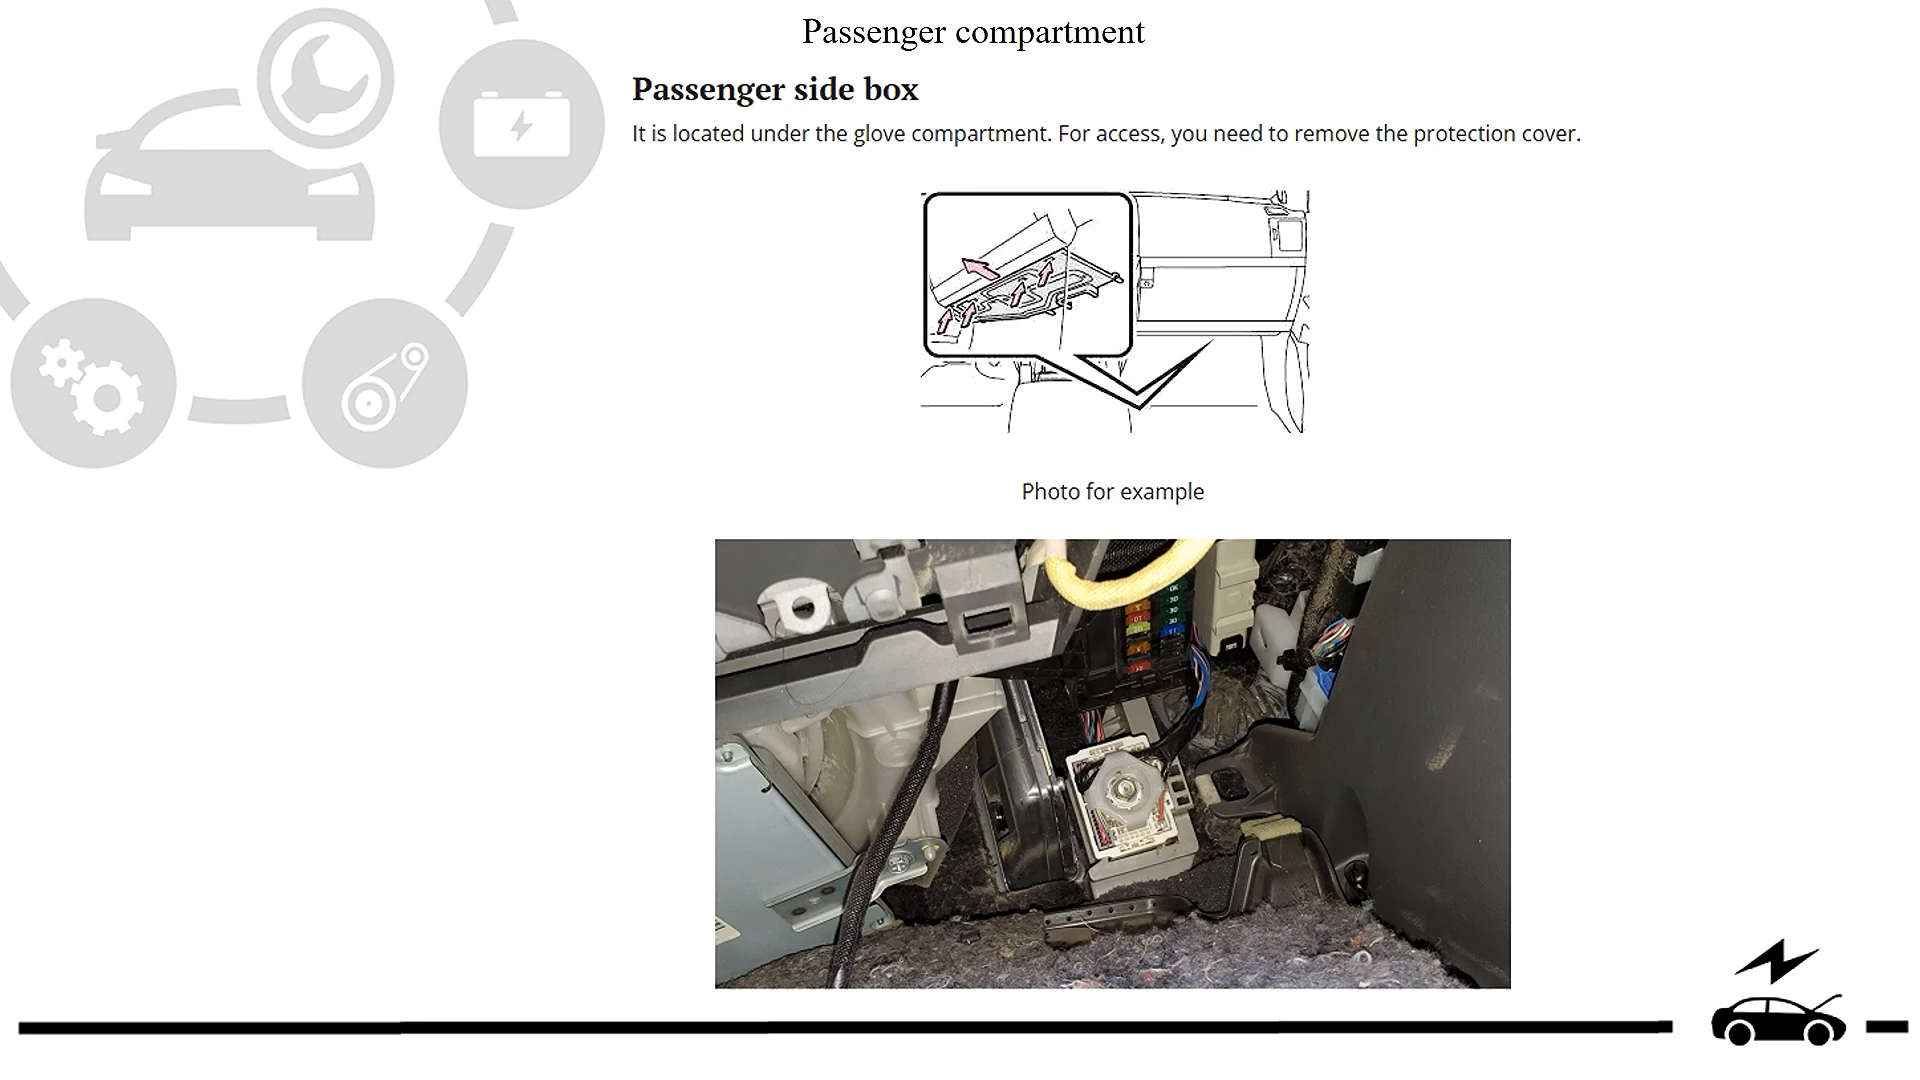 Passenger compartment
Passenger side box
It is located under the glove compartment. For access, you need to remove the protection cover.
Photo for example